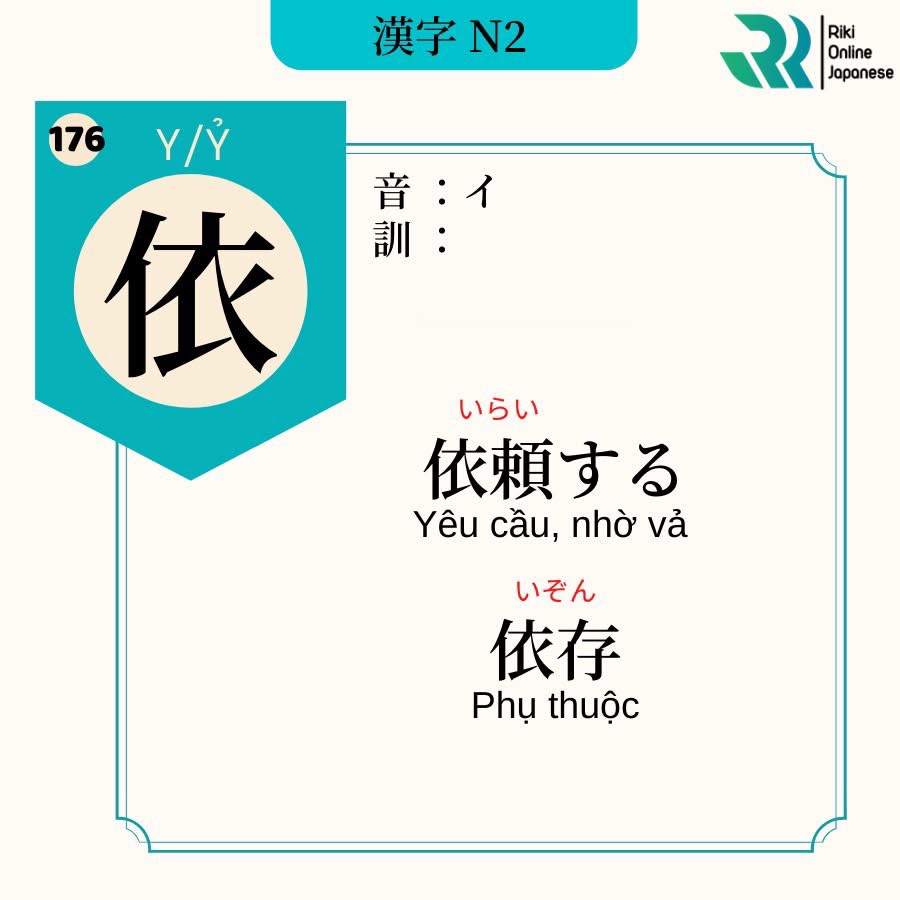 漢字 N2
Riki
Online
Japanese
176
Y/Ỷ
依
音 ：イ
訓 ：
いらい
依頼する
Yêu cầu, nhờ vả
いぞん
依存
Phụ thuộc